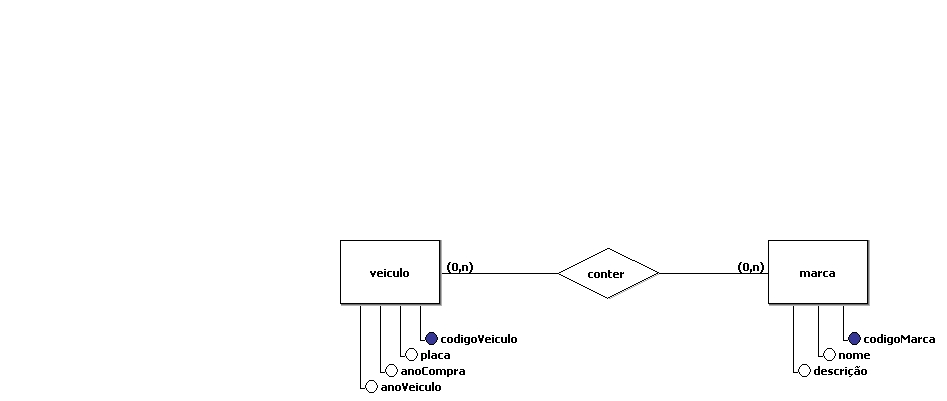 veiculo (0,n) conter (0,n) marca
codigoVeiculo codigoMarca
placa nome
anoCompra descrição
anoVeiculo